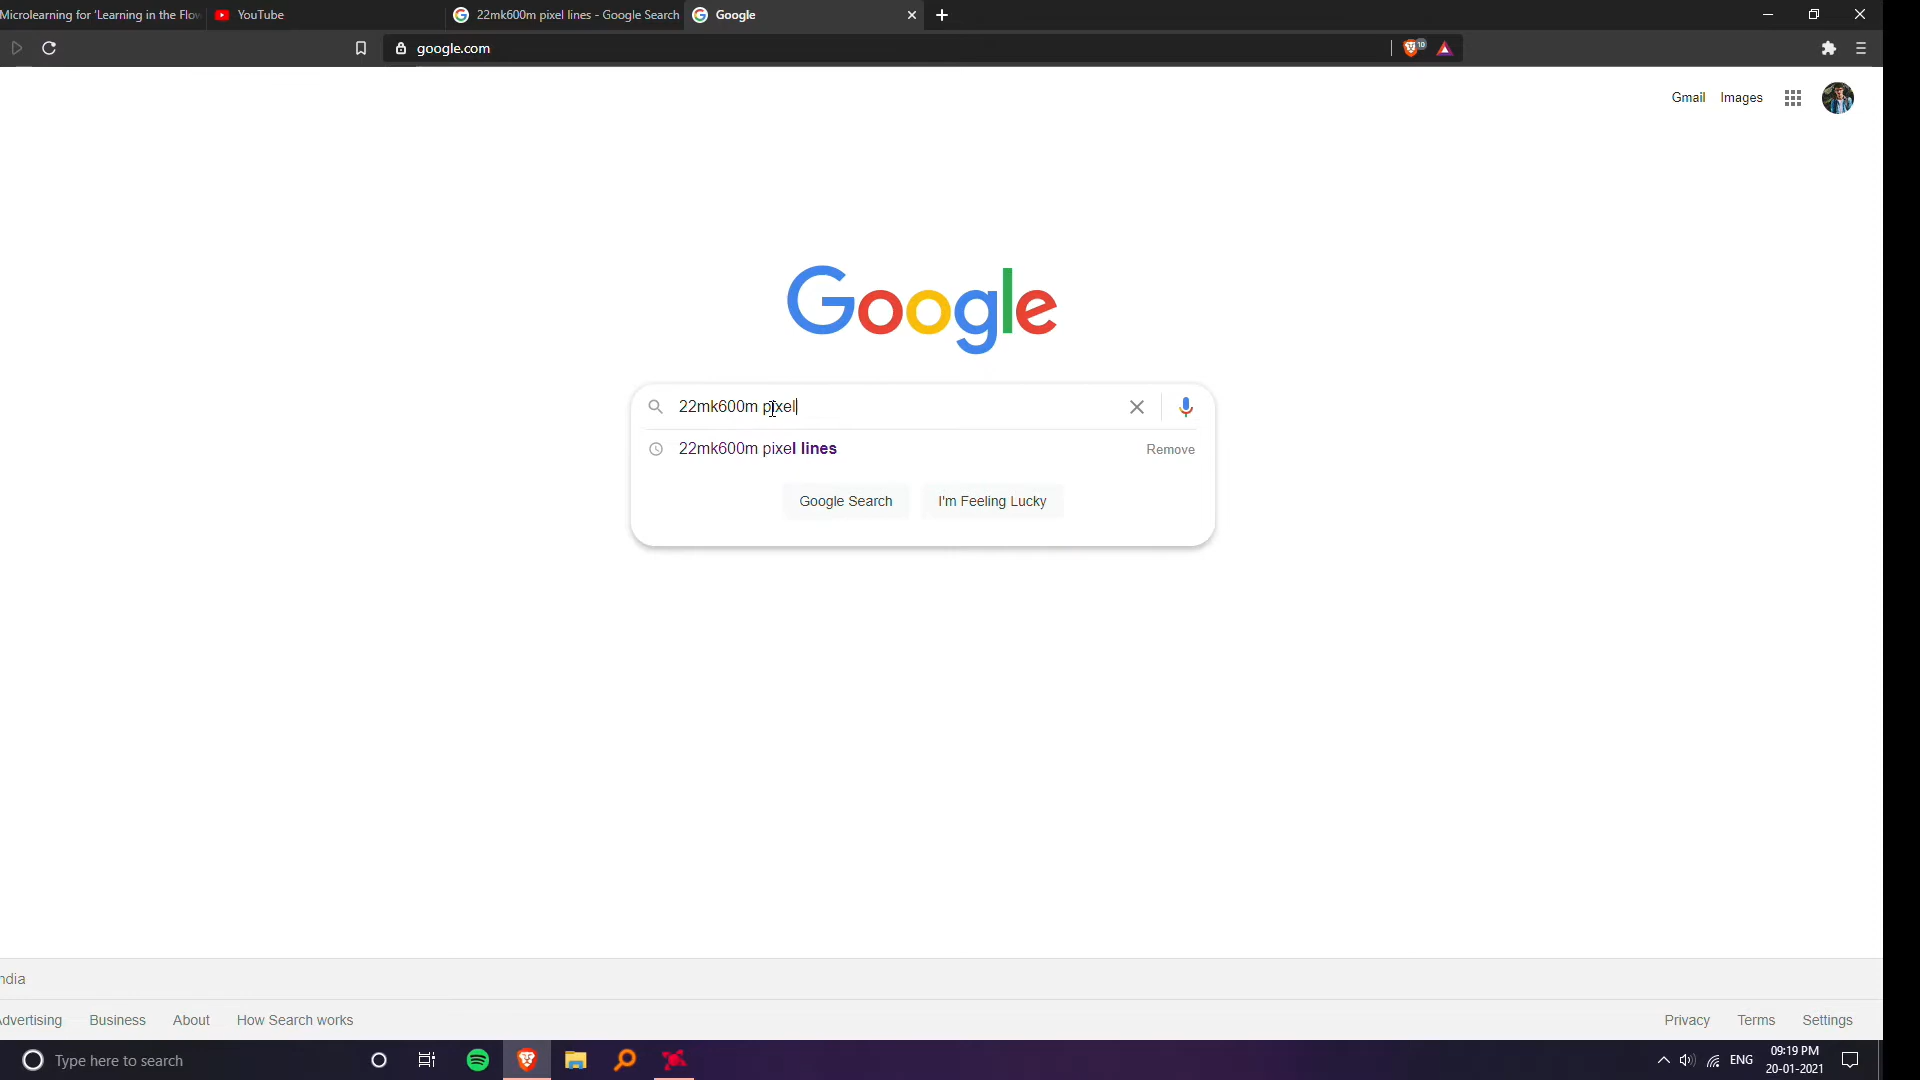 Microlearning for 'Learning in the Flov
YouTube
22mk600m pixel lines - Google Search
Google
google.com
10
Gmail
Images
Google
22mk600m pixel
22mk600m pixel lines
Remove
Google Search
I'm Feeling Lucky
ndia
dvertising
Business
About
How Search works
Privacy
Terms
Settings
Type here to search
ENG
09:19 PM
20-01-2021